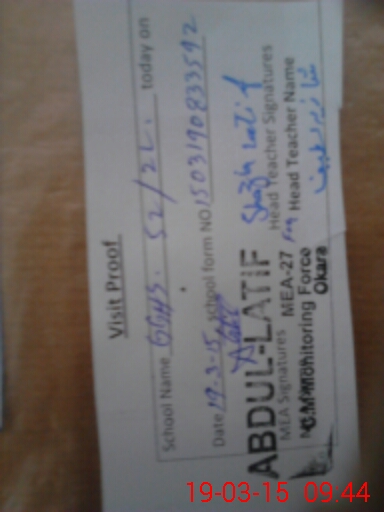 Visit Proof
School Name GGHS. 52/2L. today on
Date 19-3-15 school form NO 15031908335
ABDUL-LATIF
MEA Signatures Head Teacher Signatures
MEA-27 Head Teacher Name
Monitoring Force
Okara
19-03-15 09.44